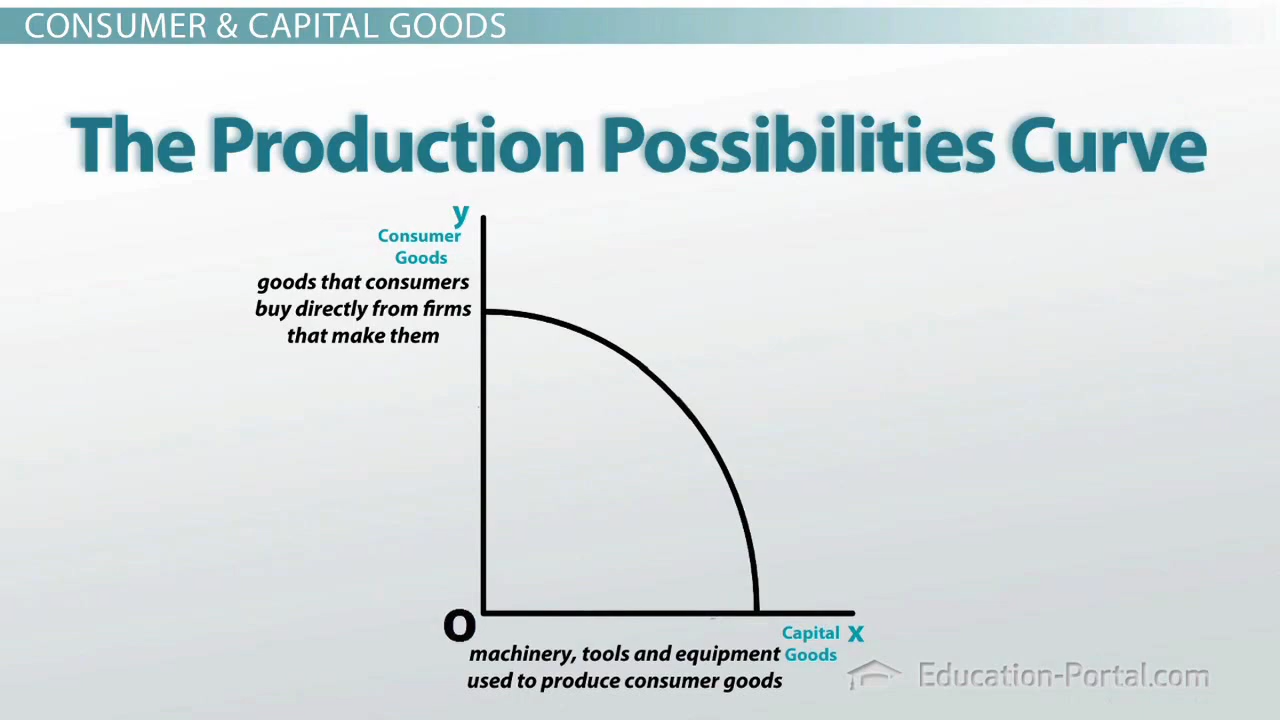 CONSUMER & CAPITAL GOODS
The Production Possibilities Curve
y
Consumer
Goods
goods that consumers
buy directly from firms
that make them
O
Capital x
machinery, tools and equipment Goods
used to produce consumer goods
Education-Portal.com